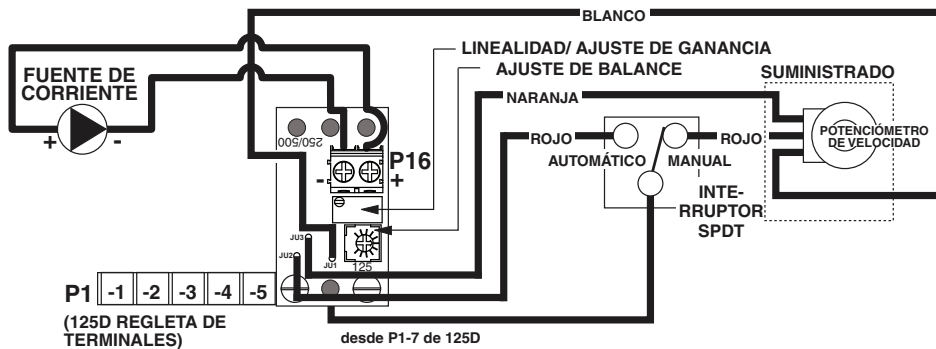 BLANCO
LINEALIDAD/ AJUSTE DE GANANCIA
AJUSTE DE BALANCE
FUENTE DE
CORRIENTE
+ -
SUMINISTRADO
NARANJA
250/500
ROJO
ROJO
POTENCIÓMETRO
DE VELOCIDAD
AUTOMÁTICO
MANUAL
P16
- +
INTE-
RRUPTOR
SPDT
JU3
JU2
JU1
125
P1 -1 -2 -3 -4 -5
(125D REGLETA DE
TERMINALES)
desde P1-7 de 125D